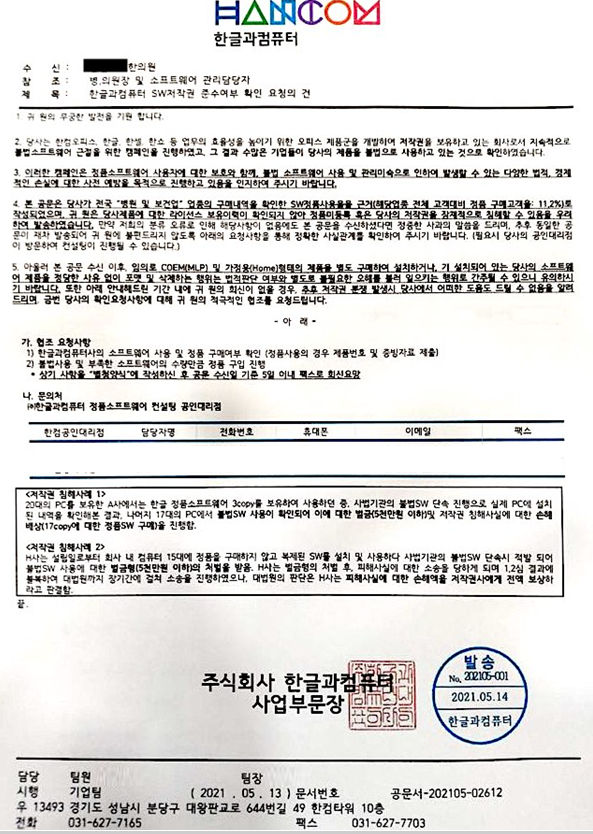 HANCOM
한글과컴퓨터
수 신 : 한의원
참 조 : 병,의원장 및 소프트웨어 관리담당자
제 목 : 한글과컴퓨터 SW저작권 준수여부 확인 요청의 건
1. 귀 원의 무궁한 발전을 기원 합니다.
2. 당사는 한컴오피스, 한글, 한셀, 한쇼 등 업무의 효율성을 높이기 위한 오피스 제품군을 개발하여 저작권을 보유하고 있는 회사로서 지속적으로
불법소프트웨어 근절을 위한 캠페인을 진행하였고, 그 결과 수많은 기업들이 당사의 제품을 불법으로 사용하고 있는 것으로 확인하였습니다.
3. 이러한 캠페인은 정품소프트웨어 사용자에 대한 보호와 함께, 불법 소프트웨어 사용 및 관리미숙으로 인하여 발생할 수 있는 다양한 법적, 경제
적인 손실에 대한 사전 예방을 목적으로 진행하고 있음을 인지하여 주시기 바랍니다.
4. 본 공문은 당사가 전국 "병원 및 보건업" 업종의 구매내역을 확인한 SW정품사용율을 근거(해당업종 전체 고객대비 정품 구매고객율: 11.2%)로
작성되었으며, 귀 원은 당사제품에 대한 라이선스 보유이력이 확인되지 않아 정품미등록 혹은 당사의 저작권을 잠재적으로 침해할 수 있음을 우려
하여 발송하였습니다. 만약 저희의 분류 오류로 인해 해당사항이 없음에도 본 공문을 수신하셨다면 정중한 사과의 말씀을 드리며, 추후 동일한 공
문이 재차 발송되어 귀 원에 불편드리지 않도록 아래의 요청사항을 통해 정확한 사실관계를 확인하여 주시기 바랍니다. (필요시 당사의 공인대리점
이 방문하여 컨설팅이 진행될 수 있습니다.)
5. 아울러 본 공문 수신 이후, 임의로 COEM(MLP) 및 가정용(Home)형태의 제품을 별도 구매하여 설치하거나, 기 설치되어 있는 당사의 소프트웨
어 제품을 정당한 사유 없이 포맷 및 삭제하는 행위는 법적판단 여부와 별도로 불필요한 오해를 불러 일으키는 행위로 간주될 수 있으니 유의하시
기 바랍니다. 또한 아래 안내해드린 기간 내에 귀 원의 회신이 없을 경우, 추후 저작권 분쟁 발생시 당사에서 어떠한 도움도 드릴 수 없음을 알려
드리며, 금번 당사의 확인요청사항에 대해 귀 원의 적극적인 협조를 요청드립니다.
- 아 래 -
가. 협조 요청사항
1) 한글과컴퓨터사의 소프트웨어 사용 및 정품 구매여부 확인 (정품사용의 경우 제품번호 및 증빙자료 제출)
2) 불법사용 및 부족한 소프트웨어의 수량만큼 정품 구입 진행
* 상기 사항을 "별첨양식"에 작성하신 후 공문 수신일 기준 5일 이내 팩스로 회신요망
나. 문의처
㈜한글과컴퓨터 정품소프트웨어 컨설팅 공인대리점
한컴공인대리점 담당자명 전화번호 휴대폰 이메일 팩스
<저작권 침해사례 1>
20대의 PC를 보유한 A사에서는 한글 정품소프트웨어 3copy를 보유하여 사용하던 중, 사법기관의 불법SW 단속 진행으로 실제 PC에 설치
된 내역을 확인해본 결과, 나머지 17대의 PC에서 불법SW 사용이 확인되어 이에 대한 벌금(5천만원 이하)및 저작권 침해사실에 대한 손해
배상(17copy에 대한 정품SW 구매)을 진행함.
<저작권 침해사례 2>
H사는 설립일로부터 회사 내 컴퓨터 15대에 정품을 구매하지 않고 복제된 SW를 설치 및 사용하다 사법기관의 불법SW 단속시 적발 되어
불법SW 사용에 대한 벌금형(5천만원 이하)의 처벌을 받음. H사는 벌금형의 처벌 후, 피해사실에 대한 소송을 당하게 되며 1,2심 결과에
불복하여 대법원까지 장기간에 걸쳐 소송을 진행하였으나, 대법원의 판단은 H사는 피해사실에 대한 손해액을 저작권사에게 전액 보상하
라고 판결함.
끝.
주식회사 한글과컴퓨터
사업부문장
발송
No. 202105-001
2021.05.14
한글과컴퓨터
담당 팀원 팀장
시행 기업팀 ( 2021 . 05 . 13 ) 문서번호 공문서-202105-02612
우 13493 경기도 성남시 분당구 대왕판교로 644번길 49 한컴타워 10층
전화 031-627-7165 팩스 031-627-7703